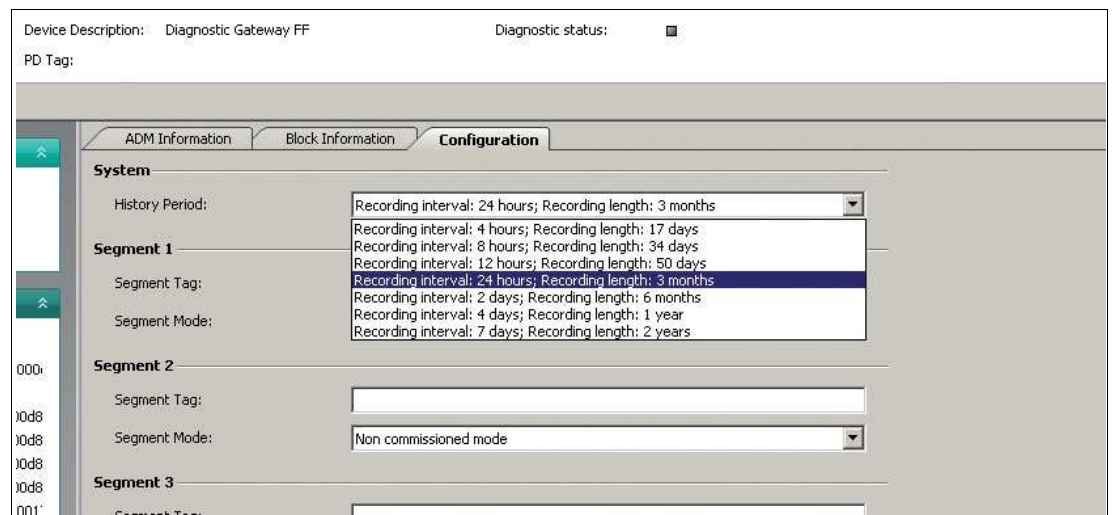 Device Description: Diagnostic Gateway FF Diagnostic status:
PD Tag:
ADM Information Block Information Configuration
System
History Period: Recording interval: 24 hours; Recording length: 3 months
Recording interval: 4 hours; Recording length: 17 days
Recording interval: 8 hours; Recording length: 34 days
Recording interval: 12 hours; Recording length: 50 days
Recording interval: 24 hours; Recording length: 3 months
Recording interval: 2 days; Recording length: 6 months
Recording interval: 4 days; Recording length: 1 year
Recording interval: 7 days; Recording length: 2 years
Segment 1
Segment Tag:
Segment Mode:
Segment 2
Segment Tag:
Segment Mode: Non commissioned mode
Segment 3
Segment Tag: